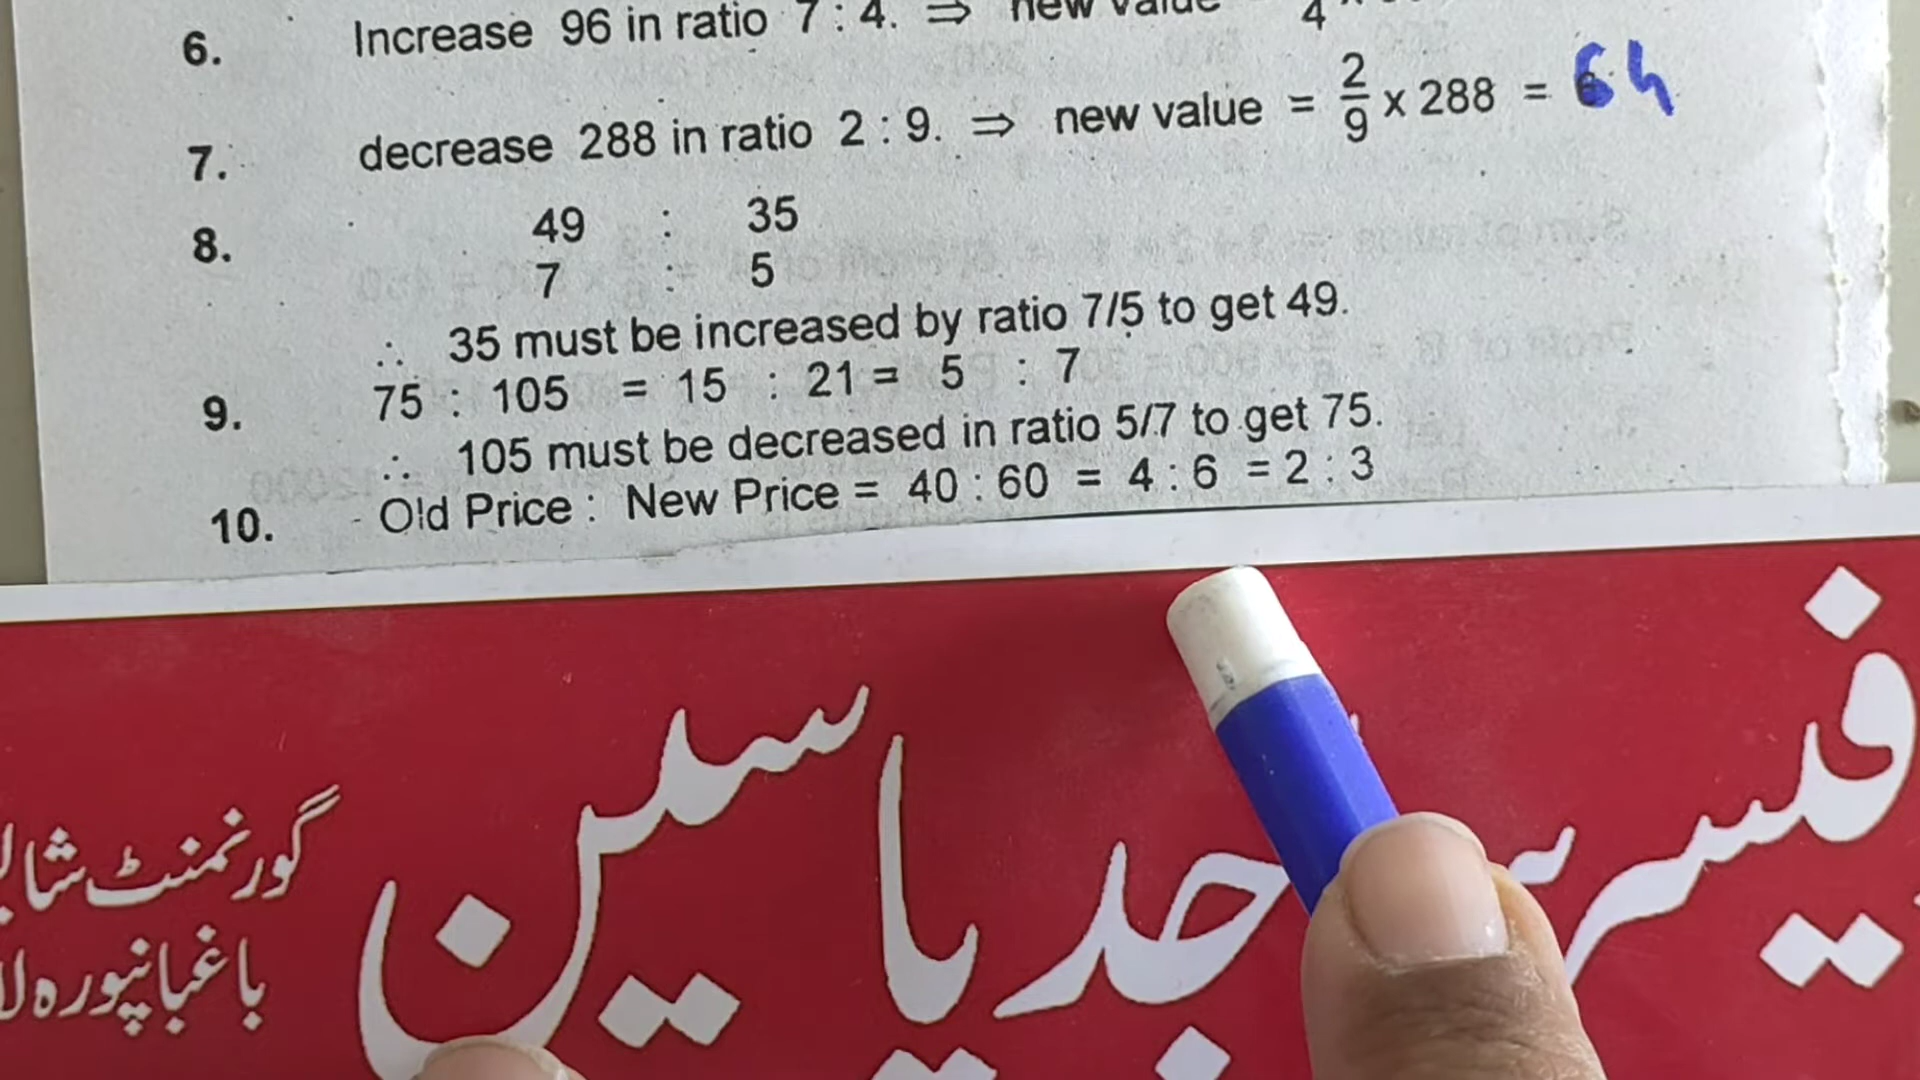 6. Increase 96 in ratio 7 : 4. ⇒ new value
4
7. decrease 288 in ratio 2 : 9. ⇒ new value = 2/9 x 288 = 64
8. 49 : 35
7 : 5
∴ 35 must be increased by ratio 7/5 to get 49.
9. 75 : 105 = 15 : 21 = 5 : 7
∴ 105 must be decreased in ratio 5/7 to get 75.
10. Old Price : New Price = 40 : 60 = 4 : 6 = 2 : 3
یاسین
گورنمنٹ
باغبانپورہ